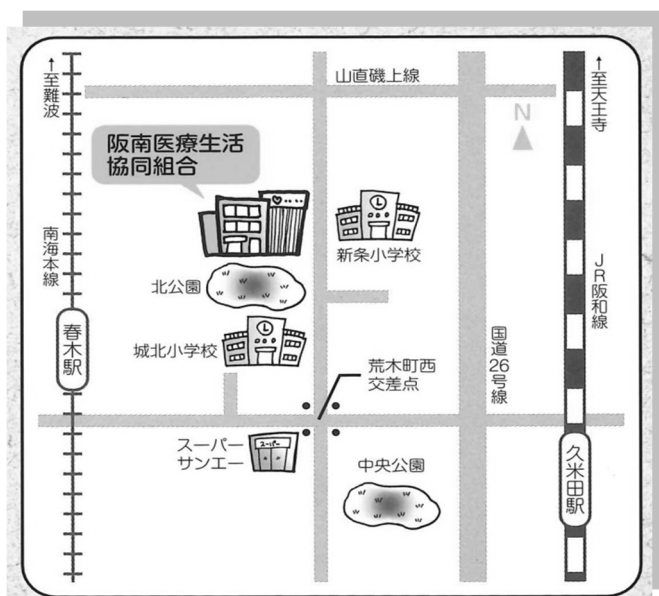 ↑至難波
山直磯上線
↑至天王寺
N
阪南医療生活
協同組合
新条小学校
南海本線
北公園
JR阪和線
春木駅
城北小学校
国道26号線
荒木町西
交差点
スーパー
サンエー
スーパー
中央公園
久米田駅